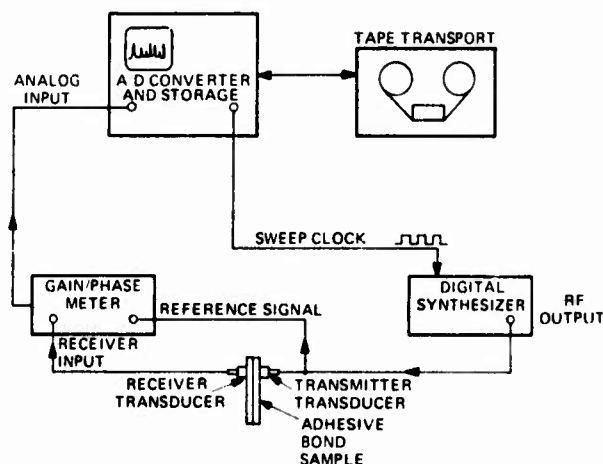 TAPE TRANSPORT
ANALOG
INPUT
A D CONVERTER
AND STORAGE
SWEEP CLOCK
GAIN/PHASE
METER
DIGITAL
SYNTHESIZER
RF
OUTPUT
REFERENCE SIGNAL
RECEIVER
INPUT
RECEIVER
TRANSDUCER
TRANSMITTER
TRANSDUCER
ADHESIVE
BOND
SAMPLE